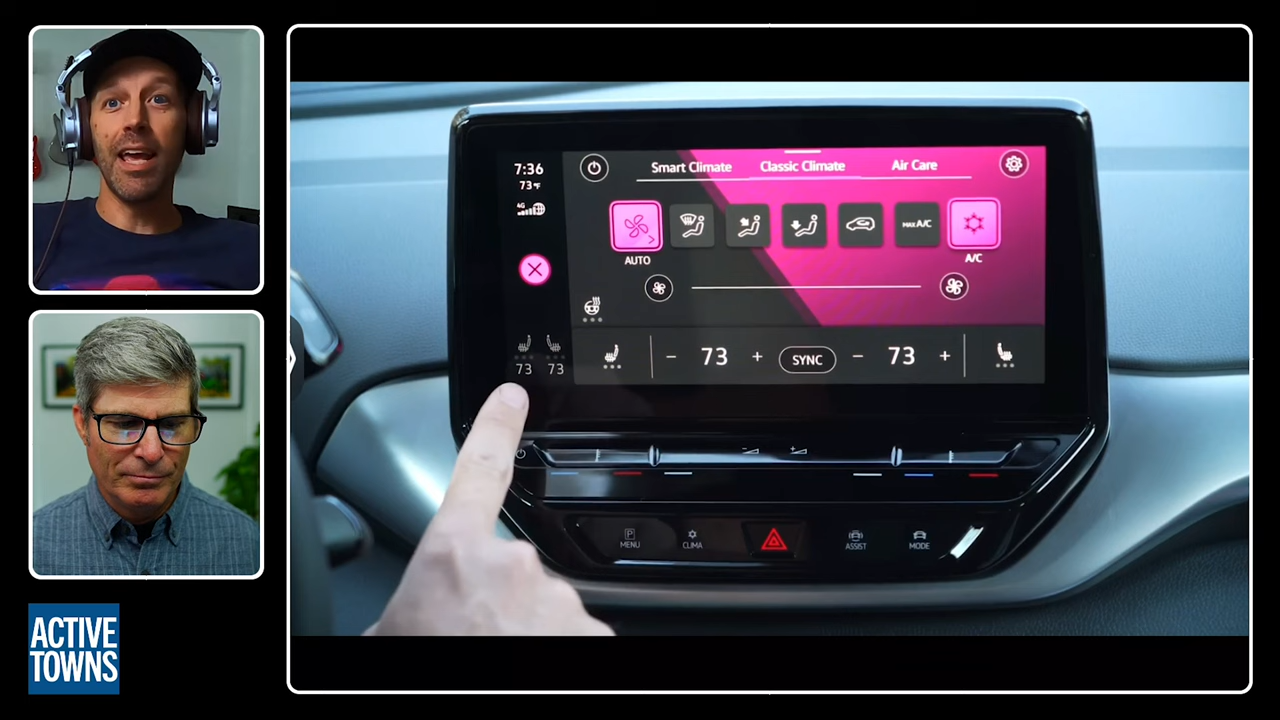 7:36
73°F
4G
Smart Climate
Classic Climate
Air Care
MAX A/C
AUTO
A/C
73 73
− 73 +
SYNC
− 73 +
P
MENU
CLIMA
ASSIST
MODE
ACTIVE
TOWNS